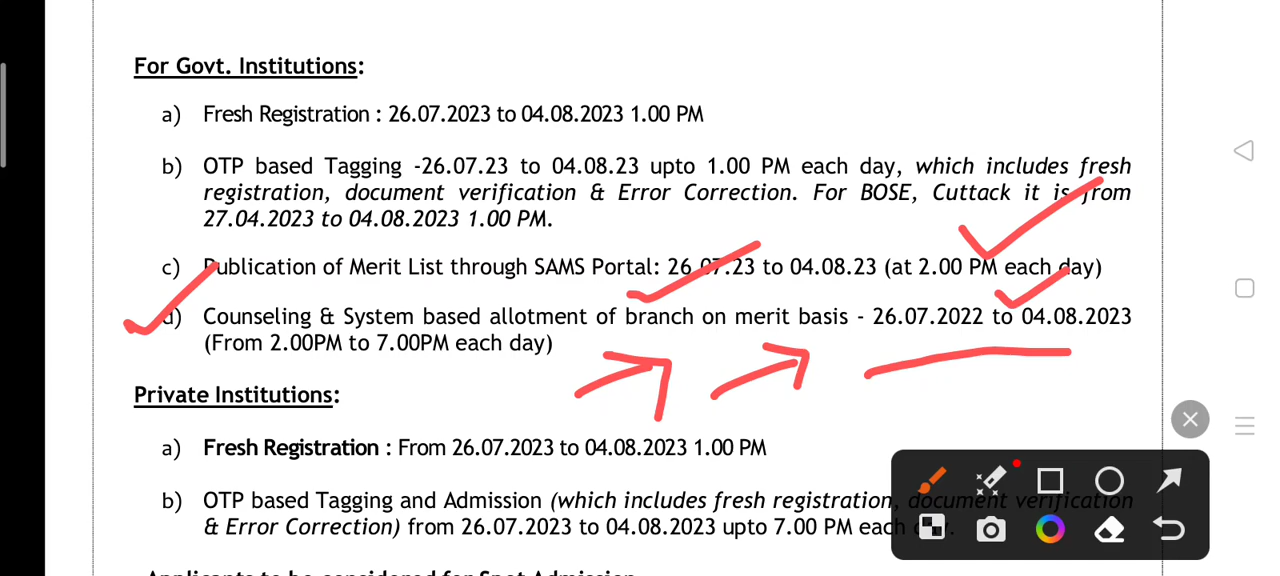 For Govt. Institutions:
a) Fresh Registration : 26.07.2023 to 04.08.2023 1.00 PM
b) OTP based Tagging -26.07.23 to 04.08.23 upto 1.00 PM each day, which includes fresh
registration, document verification & Error Correction. For BOSE, Cuttack it is from
27.04.2023 to 04.08.2023 1.00 PM.
c) Publication of Merit List through SAMS Portal: 26.07.23 to 04.08.23 (at 2.00 PM each day)
d) Counseling & System based allotment of branch on merit basis - 26.07.2022 to 04.08.2023
(From 2.00PM to 7.00PM each day)
Private Institutions:
a) Fresh Registration : From 26.07.2023 to 04.08.2023 1.00 PM
b) OTP based Tagging and Admission (which includes fresh registration, document verification
& Error Correction) from 26.07.2023 to 04.08.2023 upto 7.00 PM each
Applicants to be considered for Spot Admission